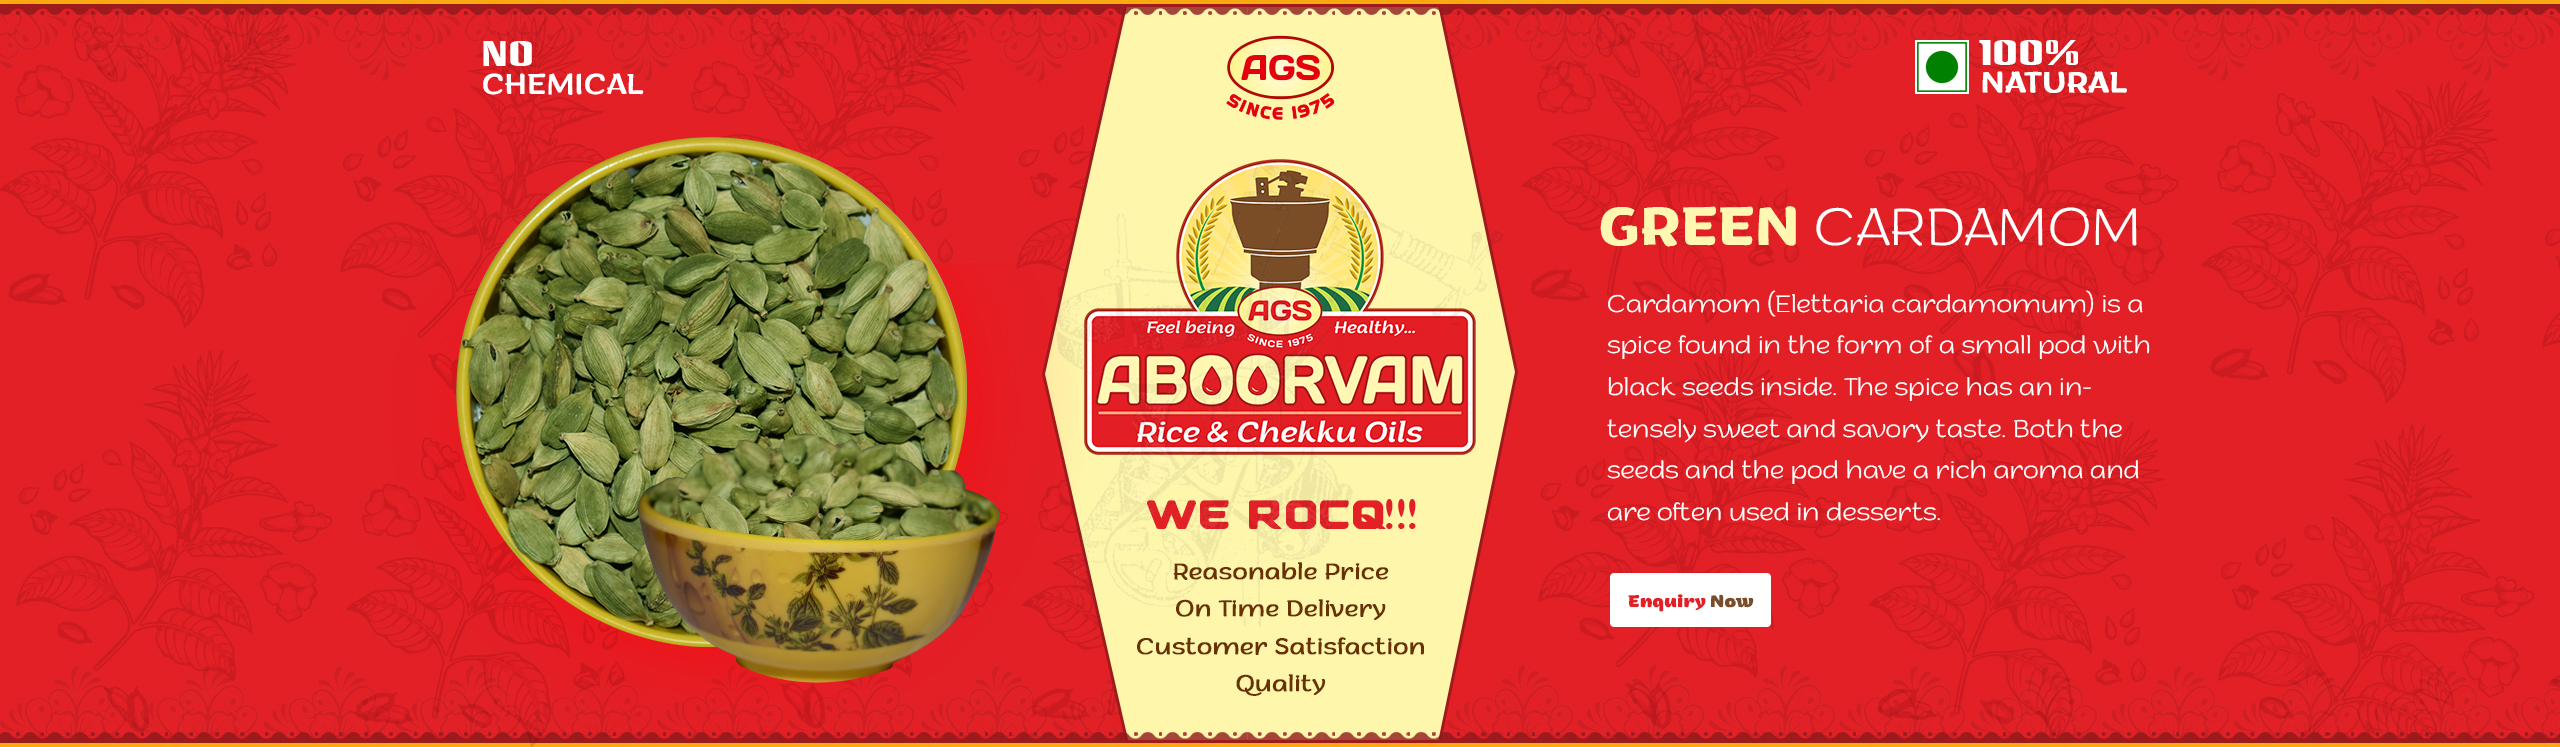 NO
CHEMICAL
AGS
SINCE 1975
Feel being
AGS
SINCE 1975
Healthy...
ABOORVAM
Rice & Chekku Oils
WE ROCQ!!!
Reasonable Price
On Time Delivery
Customer Satisfaction
Quality
100%
NATURAL
GREEN CARDAMOM
Cardamom (Elettaria cardamomum) is a
spice found in the form of a small pod with
black seeds inside. The spice has an in-
tensely sweet and savory taste. Both the
seeds and the pod have a rich aroma and
are often used in desserts.
Enquiry Now